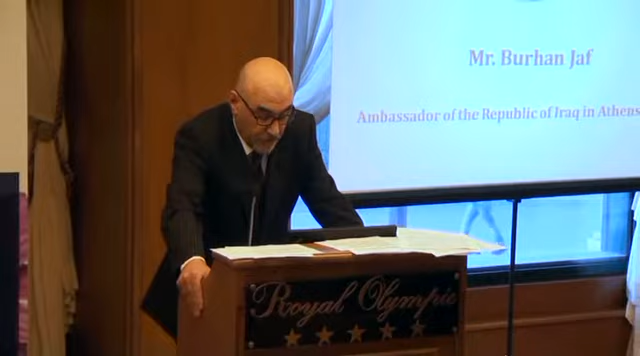 Mr. Burhan Jaf
Ambassador of the Republic of Iraq in Athens
Royal Olympic